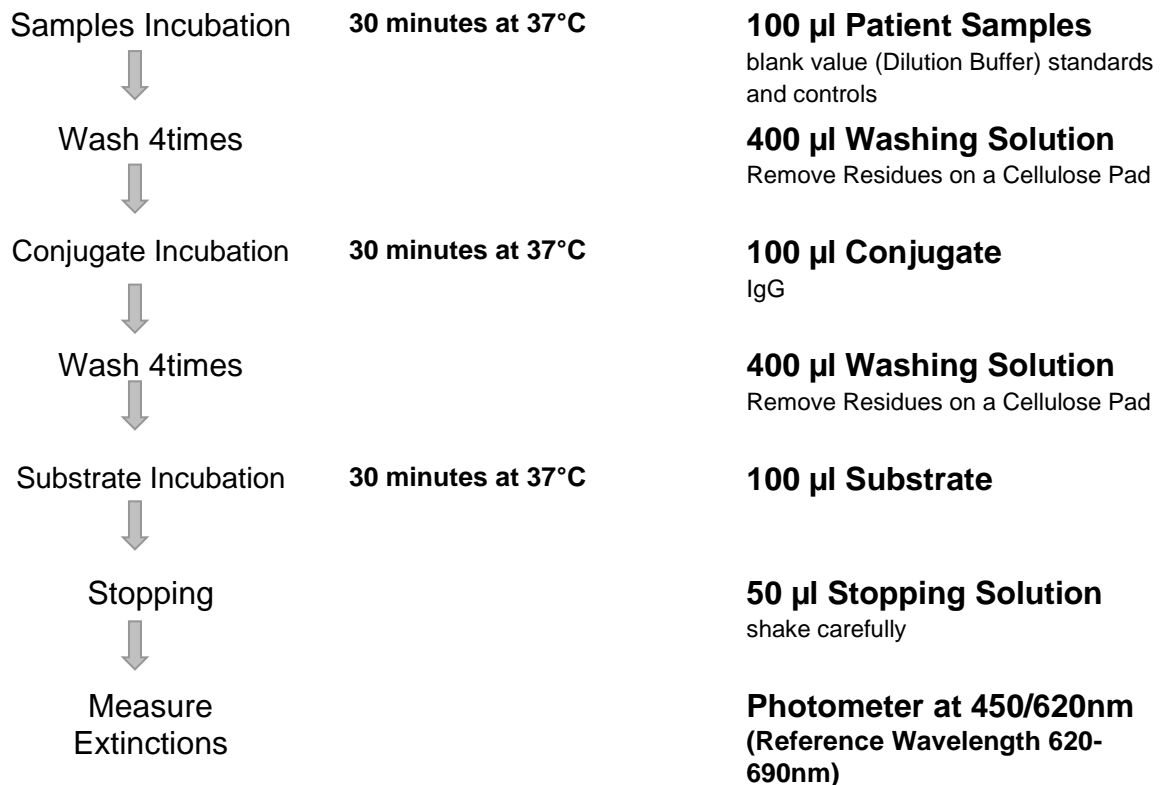 Samples Incubation 30 minutes at 37°C 100 µl Patient Samples
blank value (Dilution Buffer) standards
and controls
Wash 4times 400 µl Washing Solution
Remove Residues on a Cellulose Pad
Conjugate Incubation 30 minutes at 37°C 100 µl Conjugate
IgG
Wash 4times 400 µl Washing Solution
Remove Residues on a Cellulose Pad
Substrate Incubation 30 minutes at 37°C 100 µl Substrate
Stopping 50 µl Stopping Solution
shake carefully
Measure Photometer at 450/620nm
Extinctions (Reference Wavelength 620-
690nm)